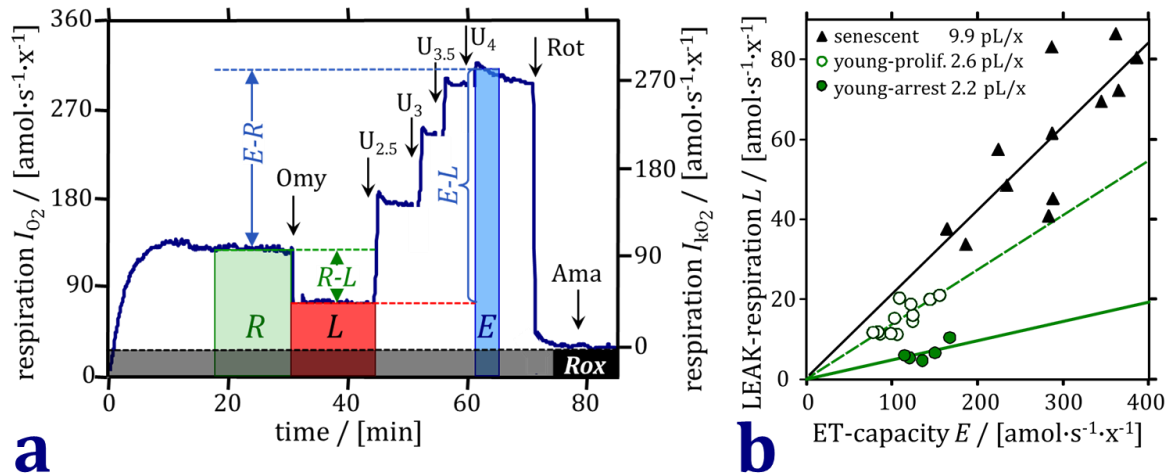 360
270
180
90
0
respiration I_O₂ / [amol·s⁻¹·x⁻¹]
E-R
Omy
U₂.₅
U₃
U₃.₅
U₄
Rot
E-L
R-L
Ama
R
L
E
Rox
270
180
90
0
respiration I_kO₂ / [amol·s⁻¹·x⁻¹]
0 20 40 60 80
time / [min]
a
senescent 9.9 pL/x
young-prolif. 2.6 pL/x
young-arrest 2.2 pL/x
80
60
40
20
0
LEAK-respiration L / [amol·s⁻¹·x⁻¹]
0 100 200 300 400
ET-capacity E / [amol·s⁻¹·x⁻¹]
b